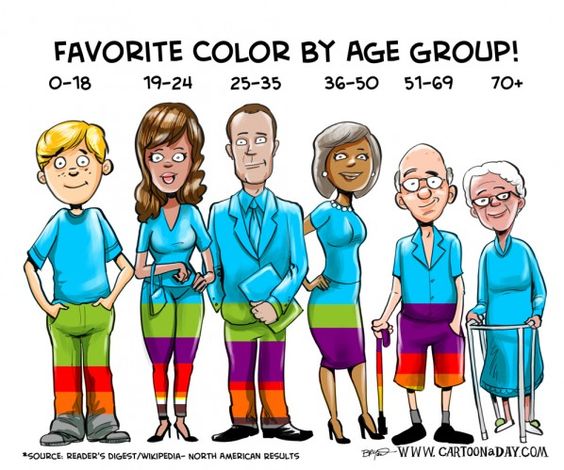 FAVORITE COLOR BY AGE GROUP!
0-18 19-24 25-35 36-50 51-69 70+
WWW.CARTOONADAY.COM
*SOURCE: READER'S DIGEST/WIKIPEDIA- NORTH AMERICAN RESULTS